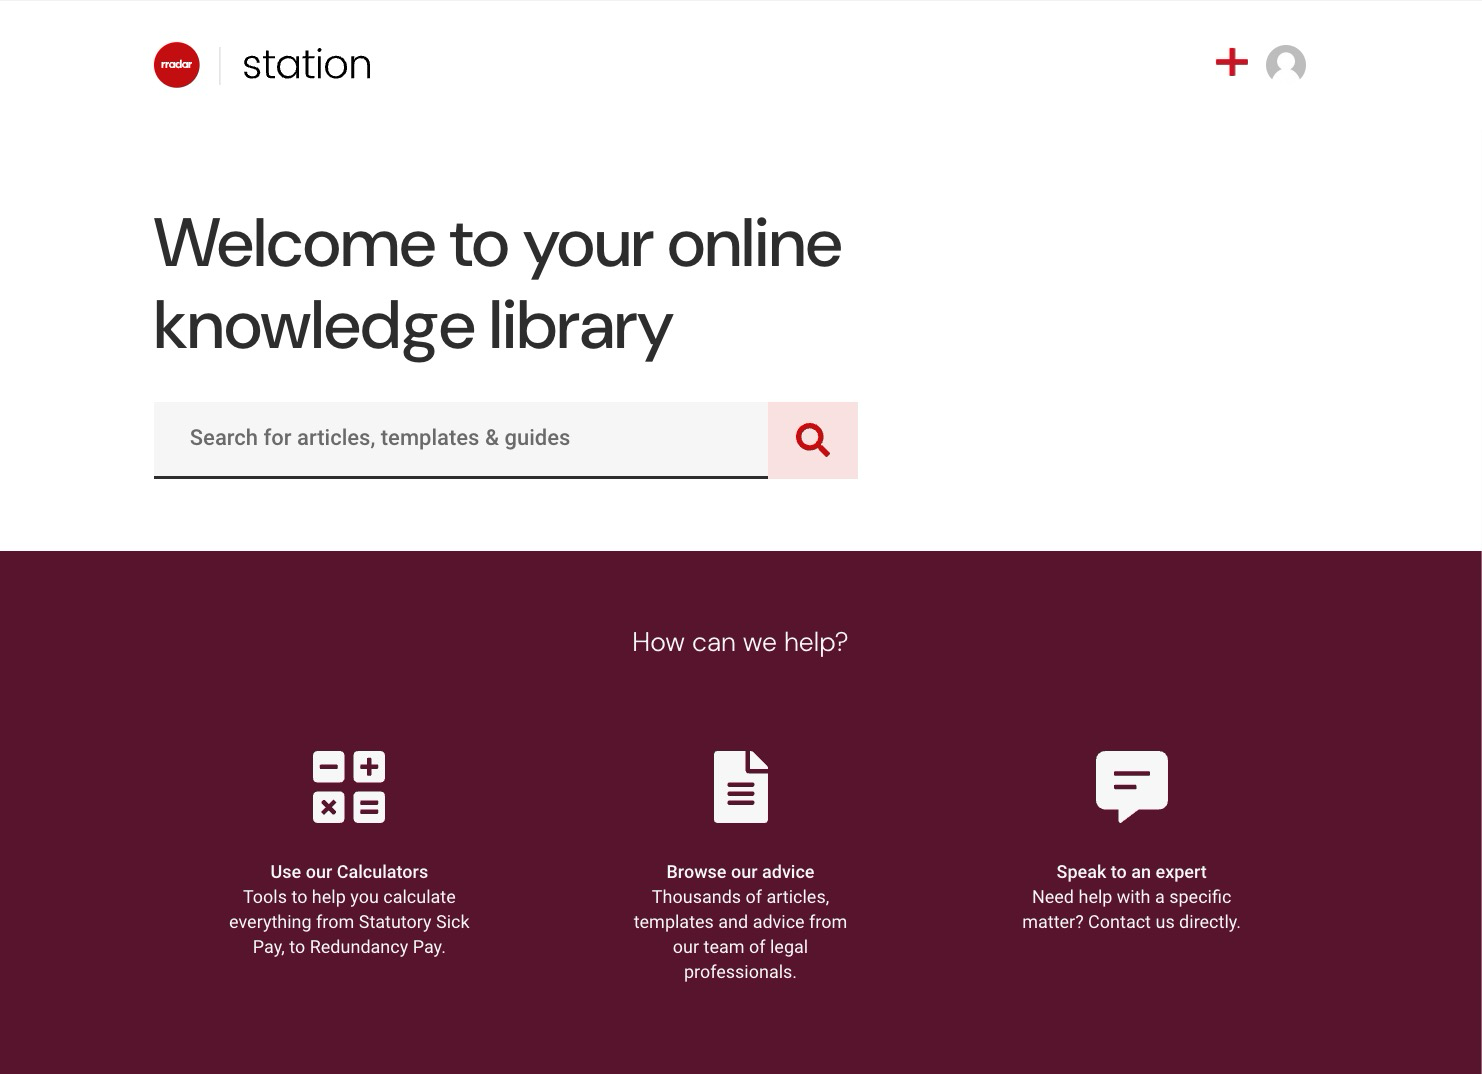 rradar
station
Welcome to your online
knowledge library
Search for articles, templates & guides
How can we help?
Use our Calculators
Tools to help you calculate
everything from Statutory Sick
Pay, to Redundancy Pay.
Browse our advice
Thousands of articles,
templates and advice from
our team of legal
professionals.
Speak to an expert
Need help with a specific
matter? Contact us directly.